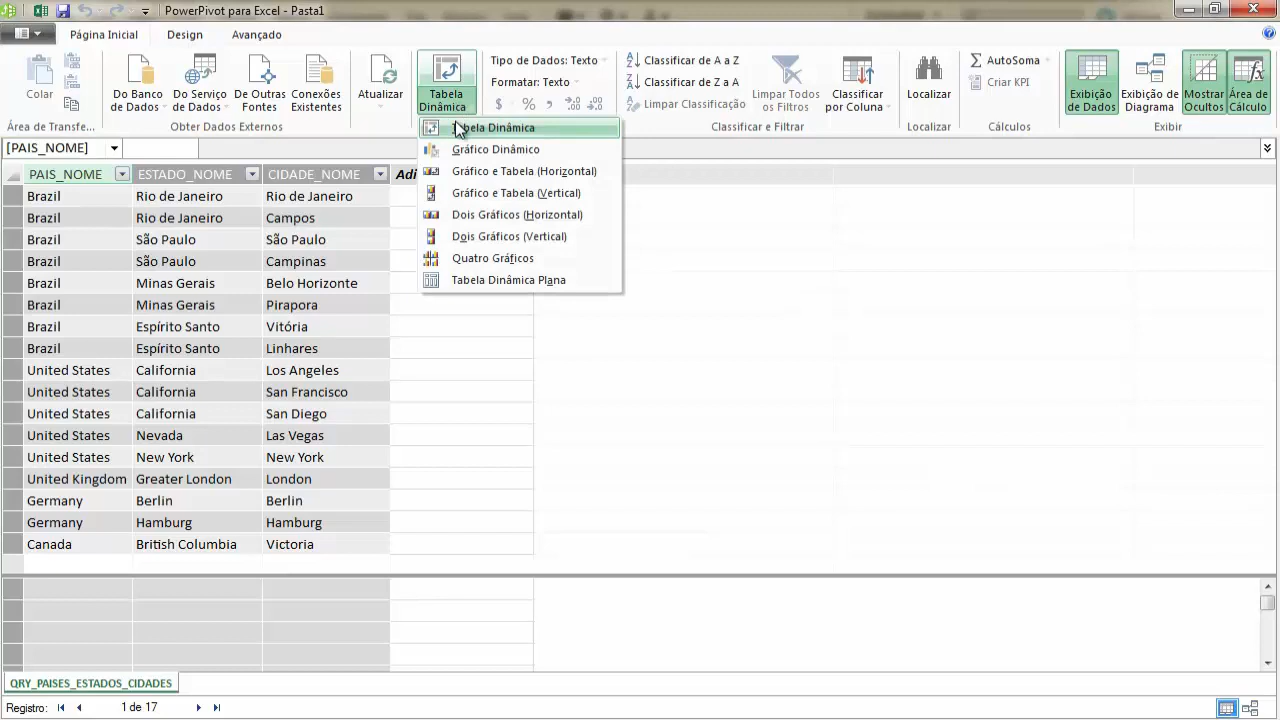 PowerPivot para Excel - Pasta1
Página Inicial Design Avançado
Colar
Do Banco de Dados
Do Serviço de Dados
De Outras Fontes
Conexões Existentes
Atualizar
Tabela Dinâmica
Tipo de Dados: Texto
Formatar: Texto
$ % ,
Classificar de A a Z
Classificar de Z a A
Limpar Classificação
Limpar Todos os Filtros
Classificar por Coluna
Localizar
AutoSoma
Criar KPI
Exibição de Dados
Exibição de Diagrama
Mostrar Ocultos
Área de Cálculo
Área de Transfe...
Obter Dados Externos
Classificar e Filtrar
Localizar
Cálculos
Exibir
Tabela Dinâmica
Gráfico Dinâmico
Gráfico e Tabela (Horizontal)
Gráfico e Tabela (Vertical)
Dois Gráficos (Horizontal)
Dois Gráficos (Vertical)
Quatro Gráficos
Tabela Dinâmica Plana
[PAIS_NOME]
PAIS_NOME ESTADO_NOME CIDADE_NOME Adi
Brazil Rio de Janeiro Rio de Janeiro
Brazil Rio de Janeiro Campos
Brazil São Paulo São Paulo
Brazil São Paulo Campinas
Brazil Minas Gerais Belo Horizonte
Brazil Minas Gerais Pirapora
Brazil Espírito Santo Vitória
Brazil Espírito Santo Linhares
United States California Los Angeles
United States California San Francisco
United States California San Diego
United States Nevada Las Vegas
United States New York New York
United Kingdom Greater London London
Germany Berlin Berlin
Germany Hamburg Hamburg
Canada British Columbia Victoria
QRY_PAISES_ESTADOS_CIDADES
Registro: 1 de 17